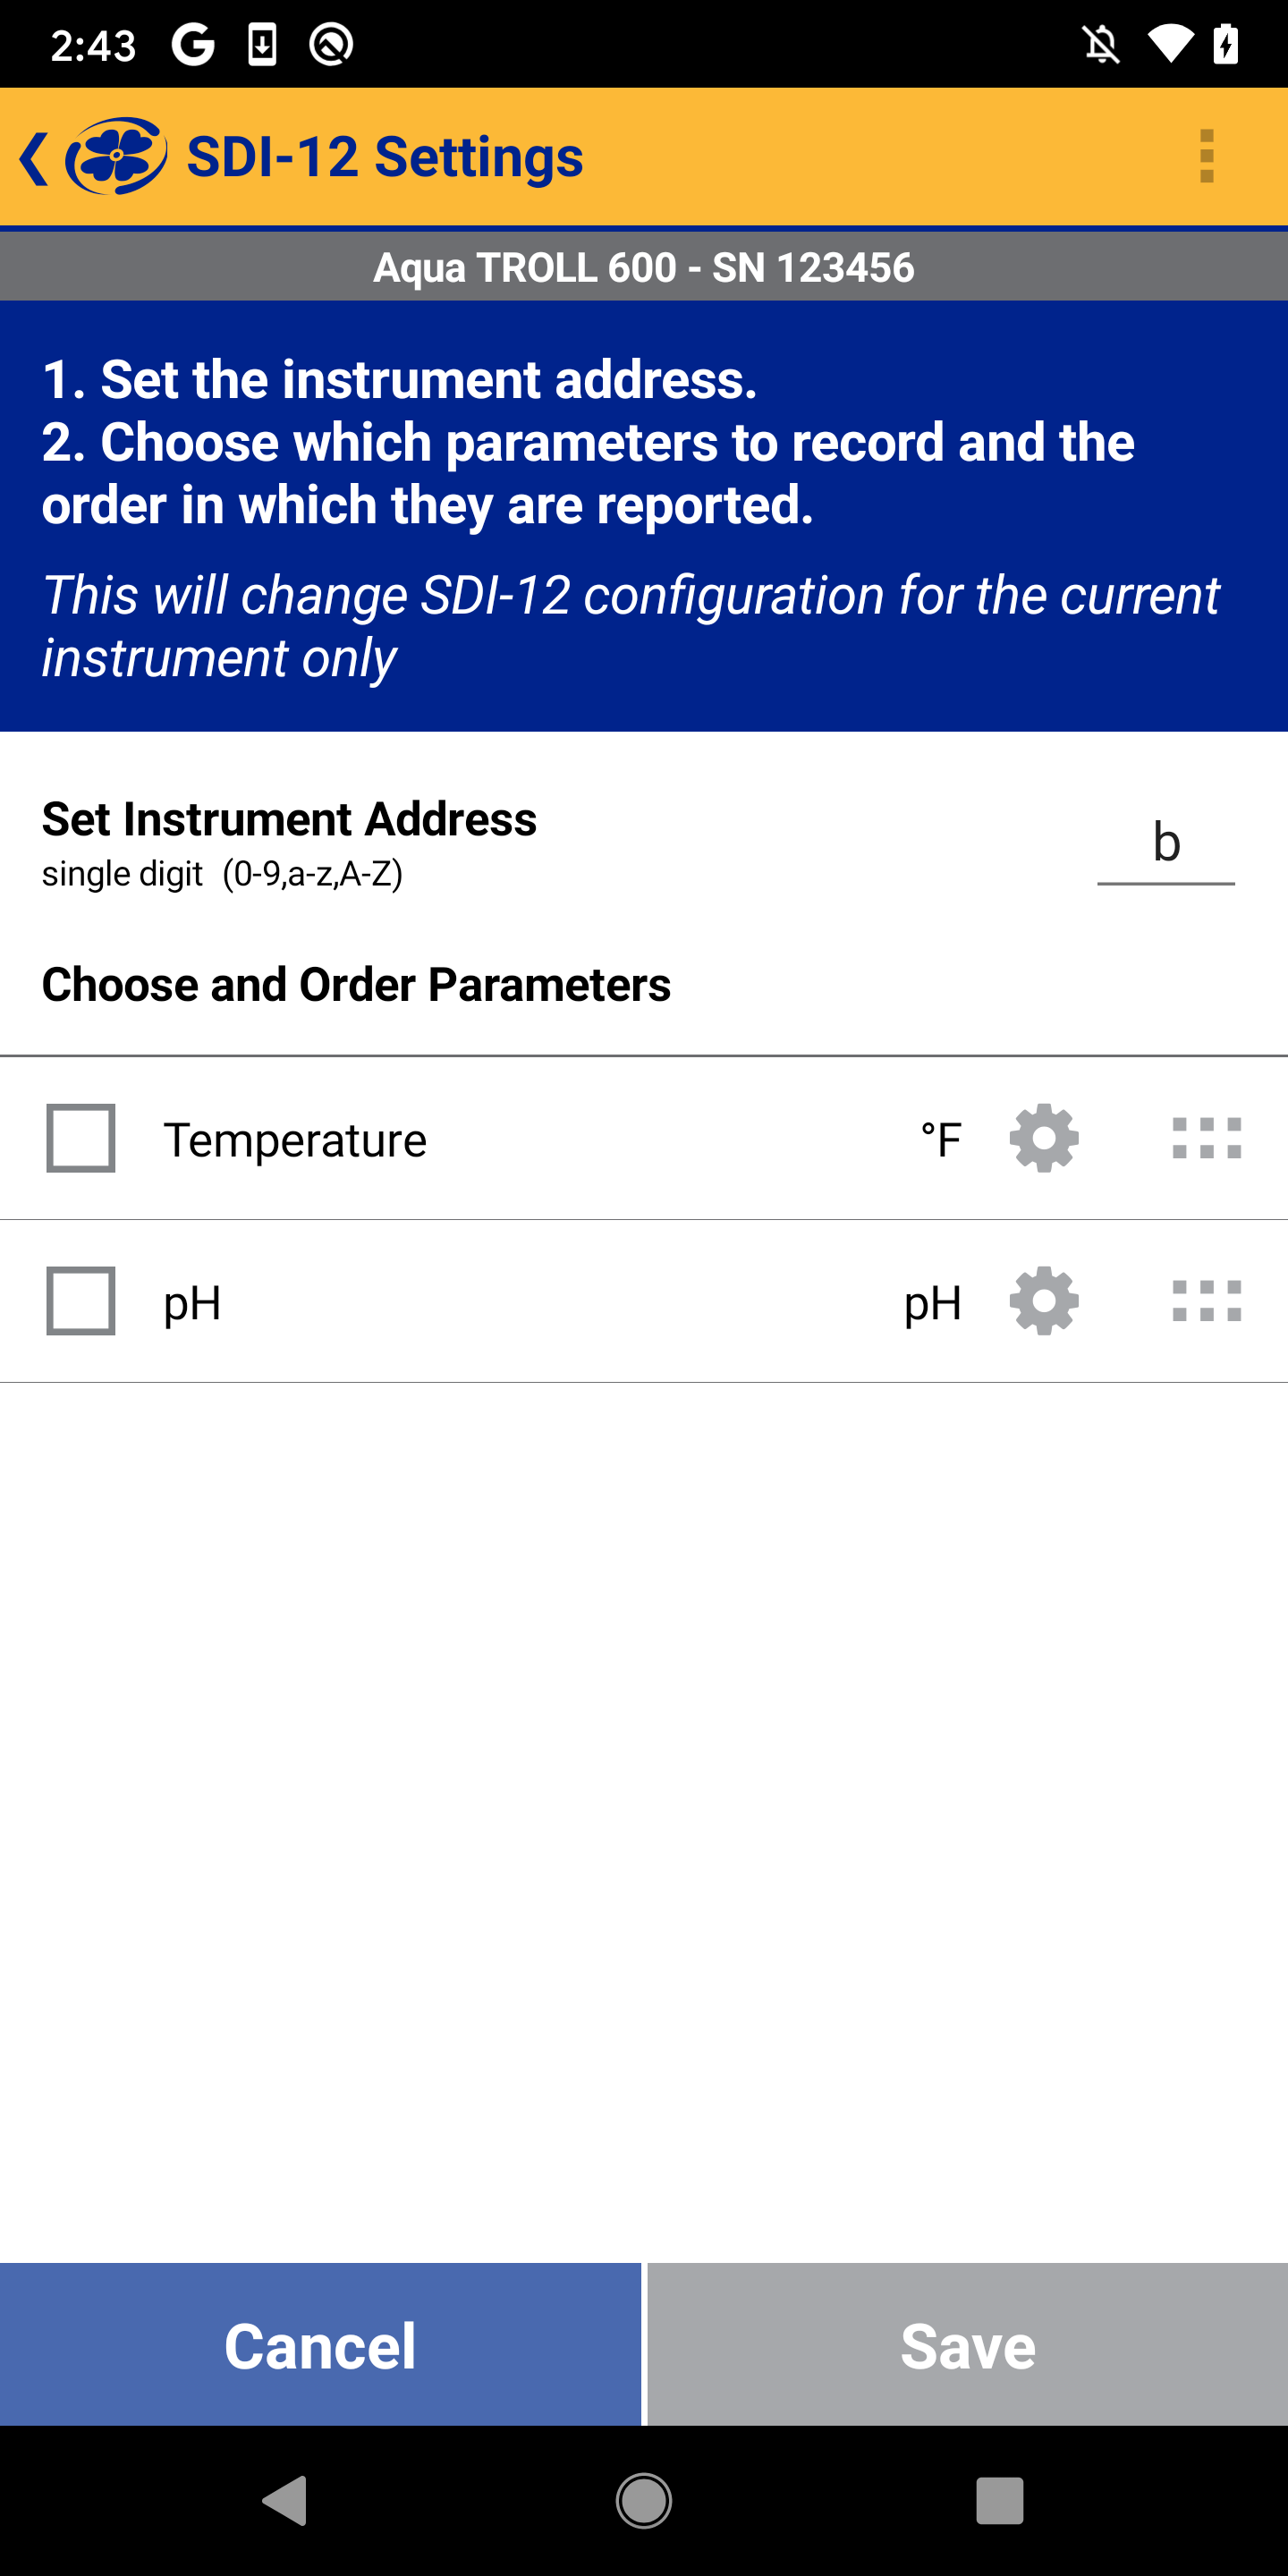 2:43
SDI-12 Settings
Aqua TROLL 600 - SN 123456
1. Set the instrument address.
2. Choose which parameters to record and the
order in which they are reported.
This will change SDI-12 configuration for the current
instrument only
Set Instrument Address
b
single digit  (0-9,a-z,A-Z)
Choose and Order Parameters
Temperature °F
pH pH
Cancel Save